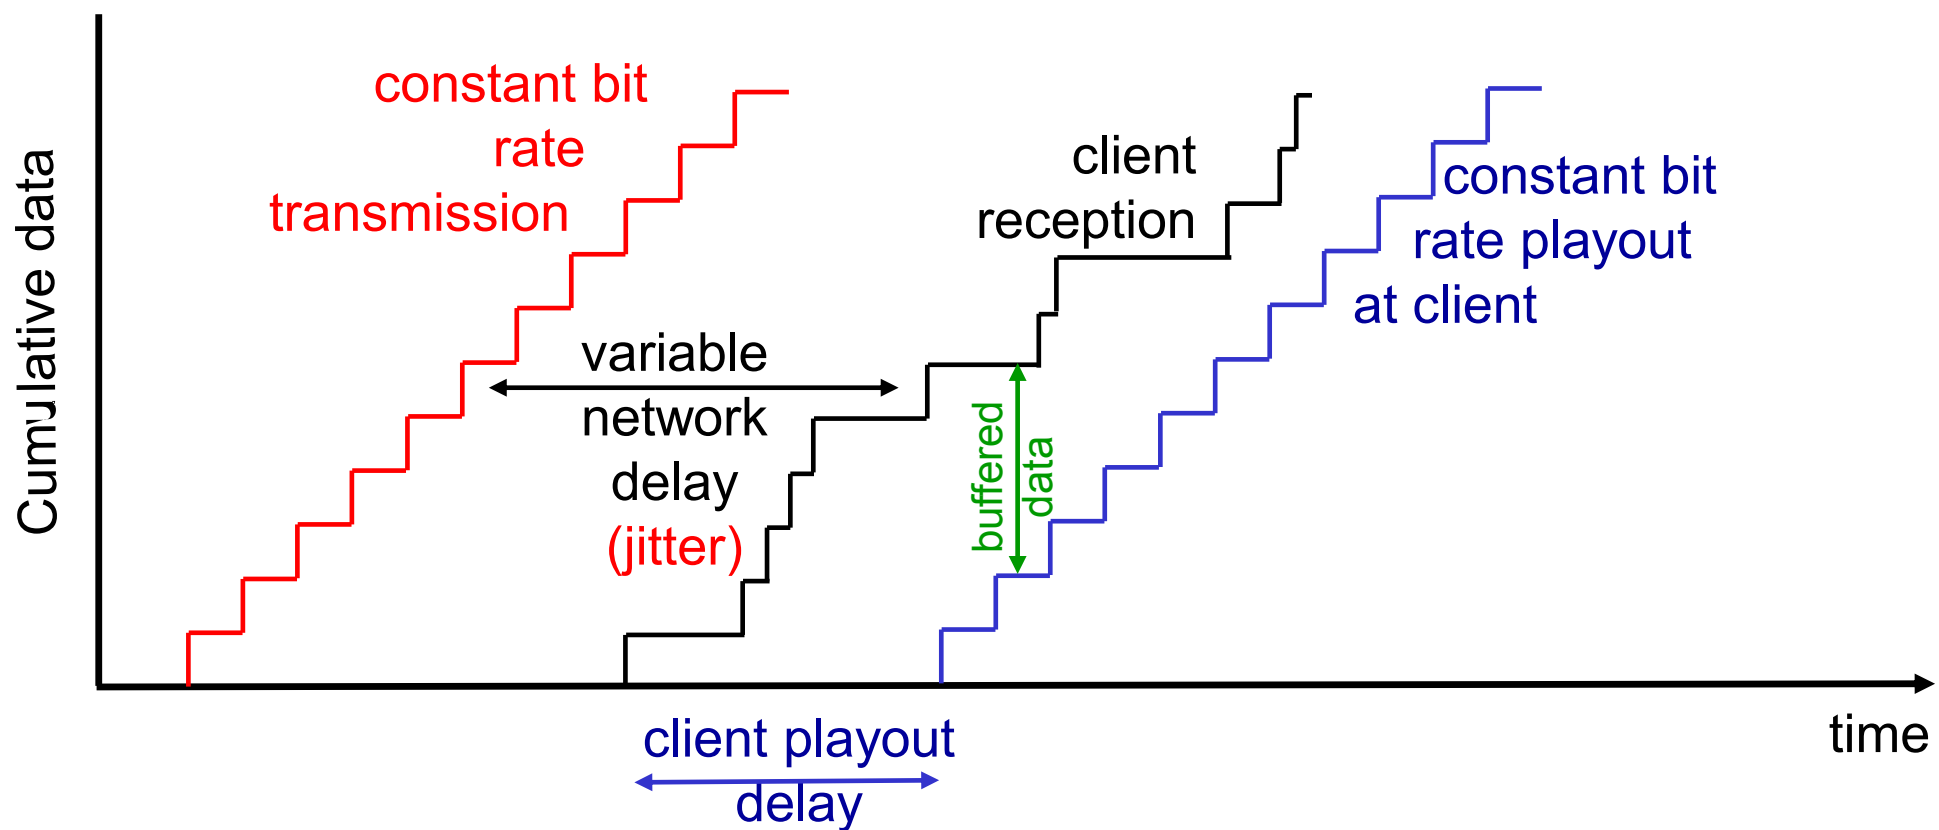 Cumulative data
constant bit
rate
transmission
variable
network
delay
(jitter)
client
reception
buffered
data
constant bit
rate playout
at client
time
client playout
delay